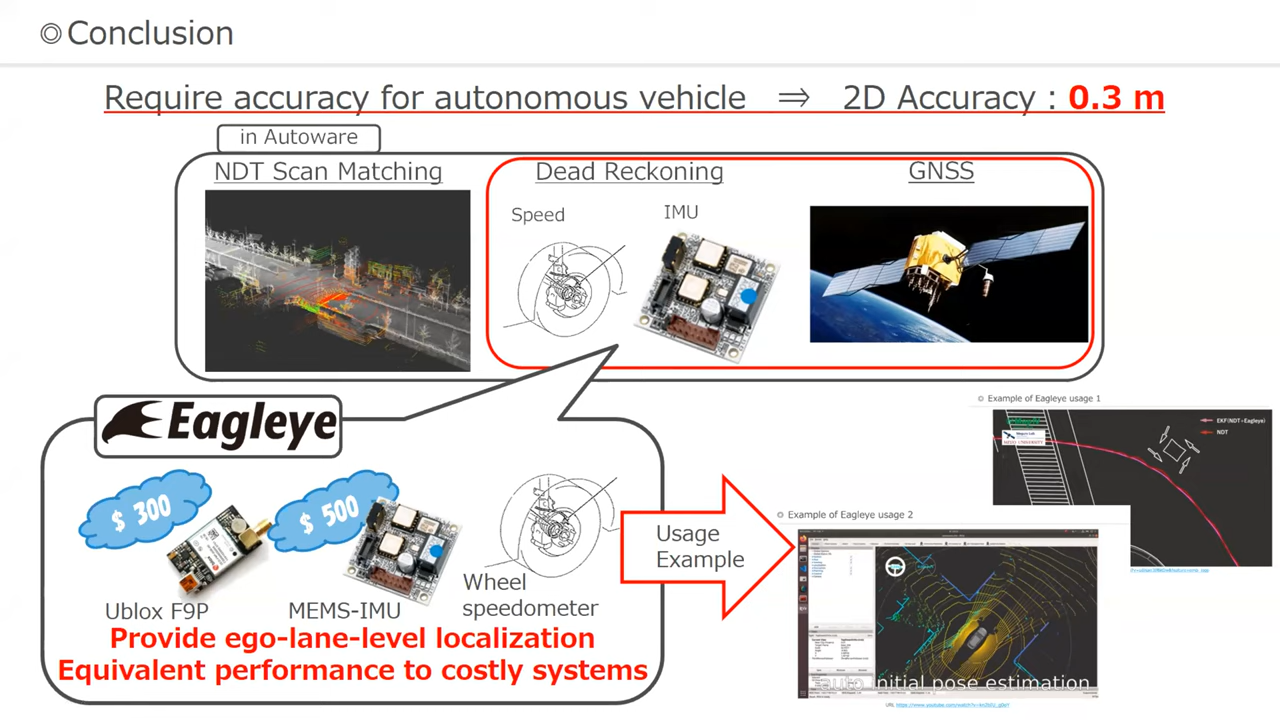 ◎Conclusion
Require accuracy for autonomous vehicle ⇒ 2D Accuracy : 0.3 m
in Autoware
NDT Scan Matching
Dead Reckoning
GNSS
Speed
IMU
Eagleye
$ 300
$ 500
Ublox F9P
MEMS-IMU
Wheel
speedometer
Provide ego-lane-level localization
Equivalent performance to costly systems
Usage
Example
◎ Example of Eagleye usage 1
EKF(NDT+Eagleye)
NDT
◎ Example of Eagleye usage 2
auto initial pose estimation